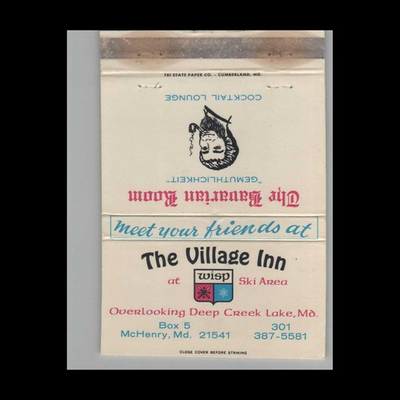 TRI STATE PAPER CO. - CUMBERLAND, MD.
COCKTAIL LOUNGE
"GEMUTHLICHKEIT"
The Bavarian Room
meet your friends at
The Village Inn
at wisp Ski Area
Overlooking Deep Creek Lake, Md.
Box 5 301
McHenry, Md. 21541 387-5581
CLOSE COVER BEFORE STRIKING